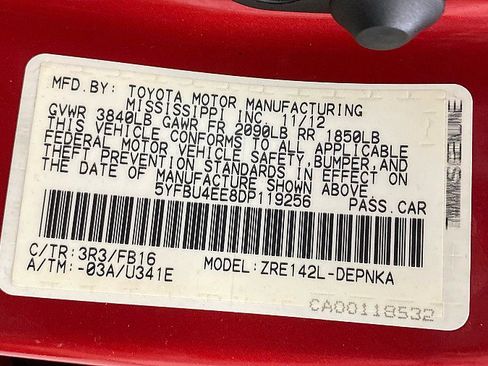 MFD.BY: TOYOTA MOTOR MANUFACTURING
MISSISSIPPI INC. 11/12
GVWR 3840LB GAWR FR 2090LB RR 1850LB
THIS VEHICLE CONFORMS TO ALL APPLICABLE
FEDERAL MOTOR VEHICLE SAFETY,BUMPER,AND
THEFT PREVENTION STANDARDS IN EFFECT ON
THE DATE OF MANUFACTURE SHOWN ABOVE
5YFBU4EE8DP119256 PASS.CAR
C/TR:3R3/FB16
A/TM:-03A/U341E MODEL:ZRE142L-DEPNKA
CA00118532
GENUINE